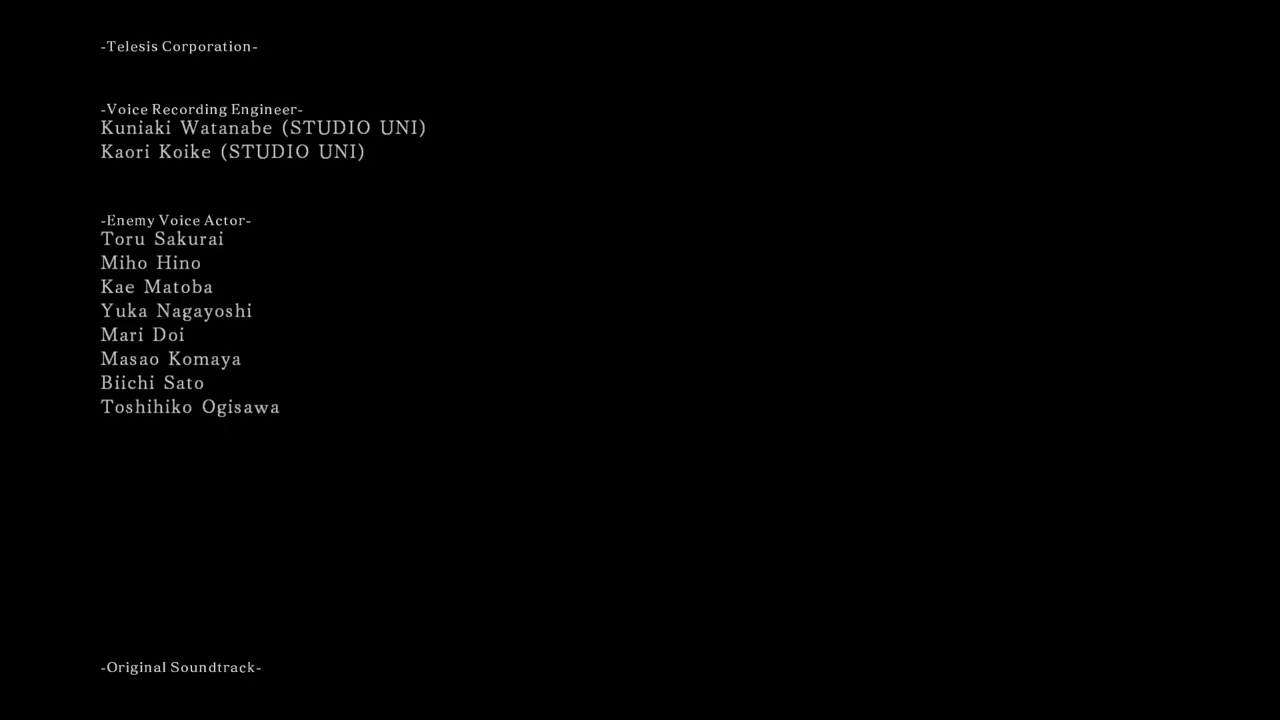 -Telesis Corporation-
-Voice Recording Engineer-
Kuniaki Watanabe (STUDIO UNI)
Kaori Koike (STUDIO UNI)
-Enemy Voice Actor-
Toru Sakurai
Miho Hino
Kae Matoba
Yuka Nagayoshi
Mari Doi
Masao Komaya
Biichi Sato
Toshihiko Ogisawa
-Original Soundtrack-